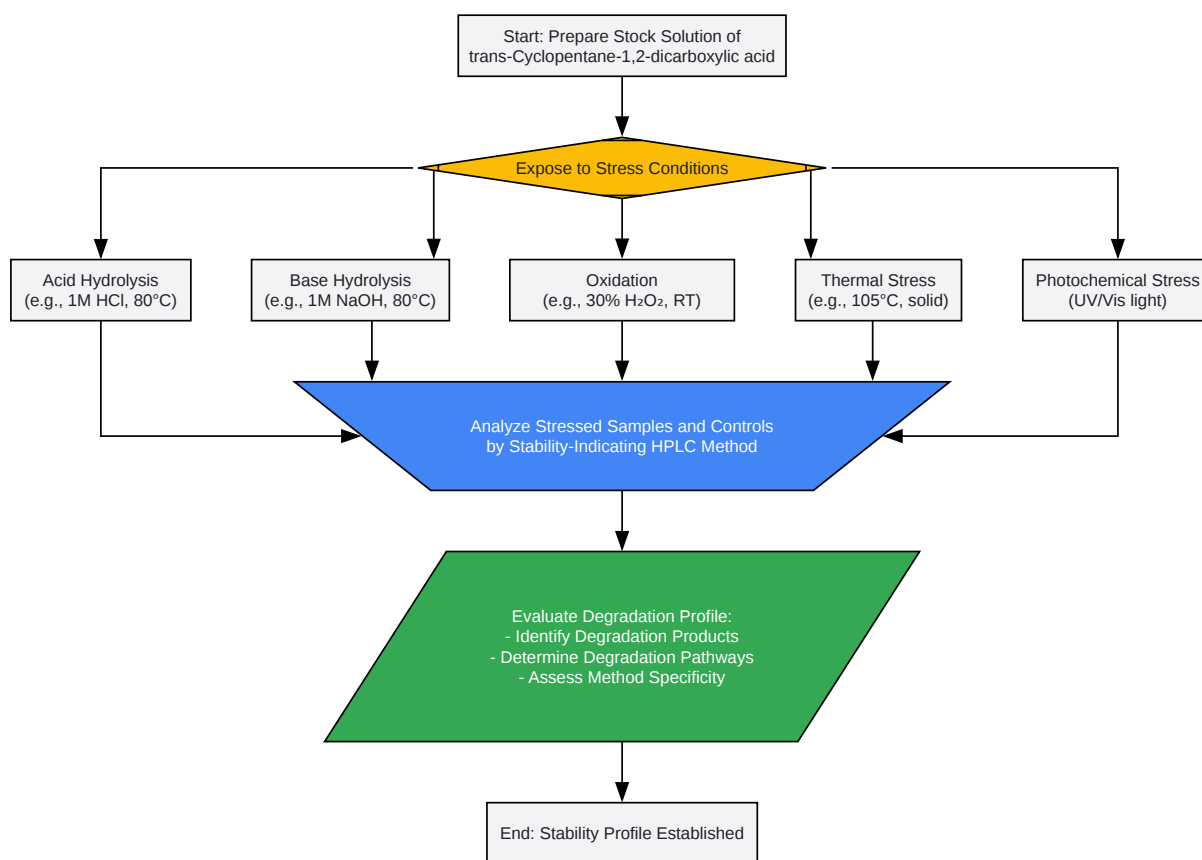 Start: Prepare Stock Solution of
trans-Cyclopentane-1,2-dicarboxylic acid
Expose to Stress Conditions
Acid Hydrolysis
(e.g., 1M HCl, 80°C)
Base Hydrolysis
(e.g., 1M NaOH, 80°C)
Oxidation
(e.g., 30% H₂O₂, RT)
Thermal Stress
(e.g., 105°C, solid)
Photochemical Stress
(UV/Vis light)
Analyze Stressed Samples and Controls
by Stability-Indicating HPLC Method
Evaluate Degradation Profile:
- Identify Degradation Products
- Determine Degradation Pathways
- Assess Method Specificity
End: Stability Profile Established